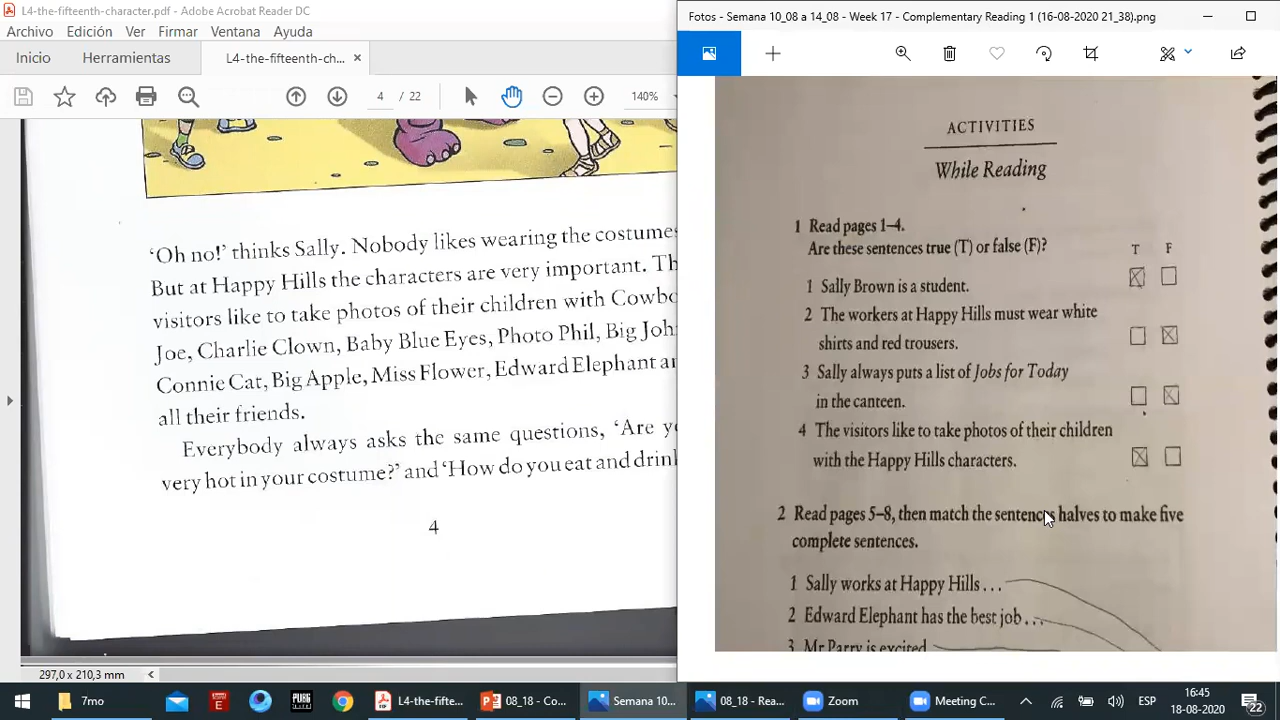 L4-the-fifteenth-character.pdf - Adobe Acrobat Reader DC
Archivo Edición Ver Firmar Ventana Ayuda
Inicio Herramientas L4-the-fifteenth-ch...
4 / 22 140%
'Oh no!' thinks Sally. Nobody likes wearing the costumes
But at Happy Hills the characters are very important. Th
visitors like to take photos of their children with Cowbo
Joe, Charlie Clown, Baby Blue Eyes, Photo Phil, Big Joh
Connie Cat, Big Apple, Miss Flower, Edward Elephant a
all their friends.
Everybody always asks the same questions, 'Are y
very hot in your costume?' and 'How do you eat and drin
4
297,0 x 210,3 mm
Fotos - Semana 10_08 a 14_08 - Week 17 - Complementary Reading 1 (16-08-2020 21_38).png
ACTIVITIES
While Reading
1 Read pages 1–4.
Are these sentences true (T) or false (F)?
T F
1 Sally Brown is a student.
2 The workers at Happy Hills must wear white
shirts and red trousers.
3 Sally always puts a list of Jobs for Today
in the canteen.
4 The visitors like to take photos of their children
with the Happy Hills characters.
2 Read pages 5–8, then match the sentences halves to make five
complete sentences.
1 Sally works at Happy Hills...
2 Edward Elephant has the best job...
3 Mr Parry is excited
7mo
L4-the-fifteen...
08_18 - Co...
Semana 10...
08_18 - Rea...
Zoom
Meeting C...
ESP
16:45
18-08-2020
22